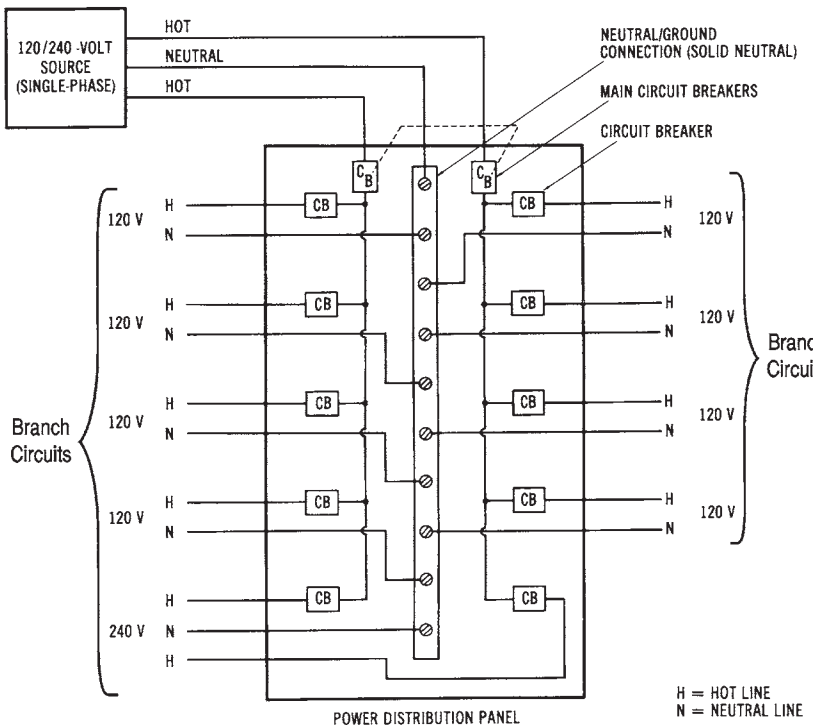 HOT
NEUTRAL
HOT
120/240-VOLT
SOURCE
(SINGLE-PHASE)
NEUTRAL/GROUND
CONNECTION (SOLID NEUTRAL)
MAIN CIRCUIT BREAKERS
CIRCUIT BREAKER
CB
CB
120 V H CB CB H 120 V
N N
120 V H CB CB H 120 V
N N
Branch
Circuits
Branc
Circui
120 V H CB CB H 120 V
N N
120 V H CB CB H 120 V
N N
H CB CB
240 V N
H
POWER DISTRIBUTION PANEL
H = HOT LINE
N = NEUTRAL LINE